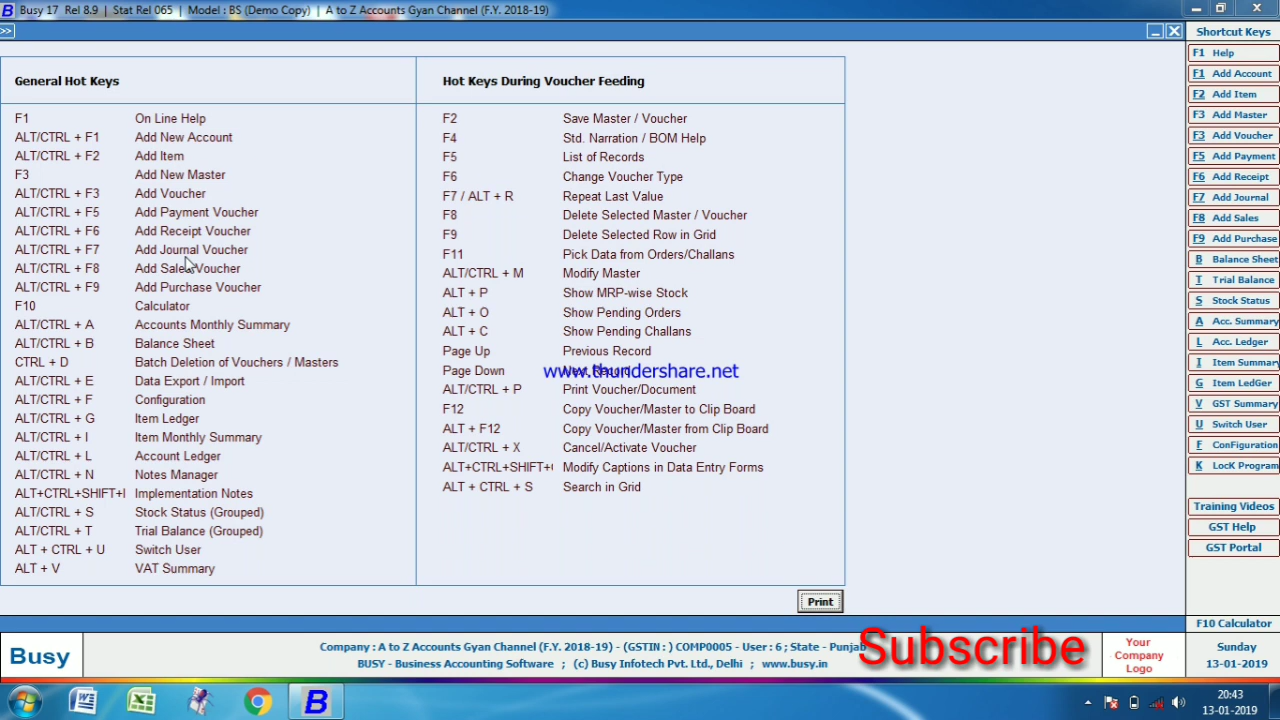 Busy 17 Rel 8.9 | Stat Rel 065 | Model : BS (Demo Copy) | A to Z Accounts Gyan Channel (F.Y. 2018-19)
>>
General Hot Keys
F1 On Line Help
ALT/CTRL + F1 Add New Account
ALT/CTRL + F2 Add Item
F3 Add New Master
ALT/CTRL + F3 Add Voucher
ALT/CTRL + F5 Add Payment Voucher
ALT/CTRL + F6 Add Receipt Voucher
ALT/CTRL + F7 Add Journal Voucher
ALT/CTRL + F8 Add Sales Voucher
ALT/CTRL + F9 Add Purchase Voucher
F10 Calculator
ALT/CTRL + A Accounts Monthly Summary
ALT/CTRL + B Balance Sheet
CTRL + D Batch Deletion of Vouchers / Masters
ALT/CTRL + E Data Export / Import
ALT/CTRL + F Configuration
ALT/CTRL + G Item Ledger
ALT/CTRL + I Item Monthly Summary
ALT/CTRL + L Account Ledger
ALT/CTRL + N Notes Manager
ALT+CTRL+SHIFT+I Implementation Notes
ALT/CTRL + S Stock Status (Grouped)
ALT/CTRL + T Trial Balance (Grouped)
ALT + CTRL + U Switch User
ALT + V VAT Summary
Hot Keys During Voucher Feeding
F2 Save Master / Voucher
F4 Std. Narration / BOM Help
F5 List of Records
F6 Change Voucher Type
F7 / ALT + R Repeat Last Value
F8 Delete Selected Master / Voucher
F9 Delete Selected Row in Grid
F11 Pick Data from Orders/Challans
ALT/CTRL + M Modify Master
ALT + P Show MRP-wise Stock
ALT + O Show Pending Orders
ALT + C Show Pending Challans
Page Up Previous Record
Page Down Next Record
www.thundershare.net
ALT/CTRL + P Print Voucher/Document
F12 Copy Voucher/Master to Clip Board
ALT + F12 Copy Voucher/Master from Clip Board
ALT/CTRL + X Cancel/Activate Voucher
ALT+CTRL+SHIFT+ Modify Captions in Data Entry Forms
ALT + CTRL + S Search in Grid
Print
Shortcut Keys
F1 Help
F1 Add Account
F2 Add Item
F3 Add Master
F3 Add Voucher
F5 Add Payment
F6 Add Receipt
F7 Add Journal
F8 Add Sales
F9 Add Purchase
B Balance Sheet
T Trial Balance
S Stock Status
A Acc. Summary
L Acc. Ledger
I Item Summary
G Item LedGer
V GST Summary
U Switch User
F ConFiguration
K LocK Program
Training Videos
GST Help
GST Portal
F10 Calculator
Busy
Company : A to Z Accounts Gyan Channel (F.Y. 2018-19) - (GSTIN : ) COMP0005 - User : 6 ; State - Punjab
BUSY - Business Accounting Software ; (c) Busy Infotech Pvt. Ltd., Delhi ; www.busy.in
Subscribe
Your
Company
Logo
Sunday
13-01-2019
20:43
13-01-2019